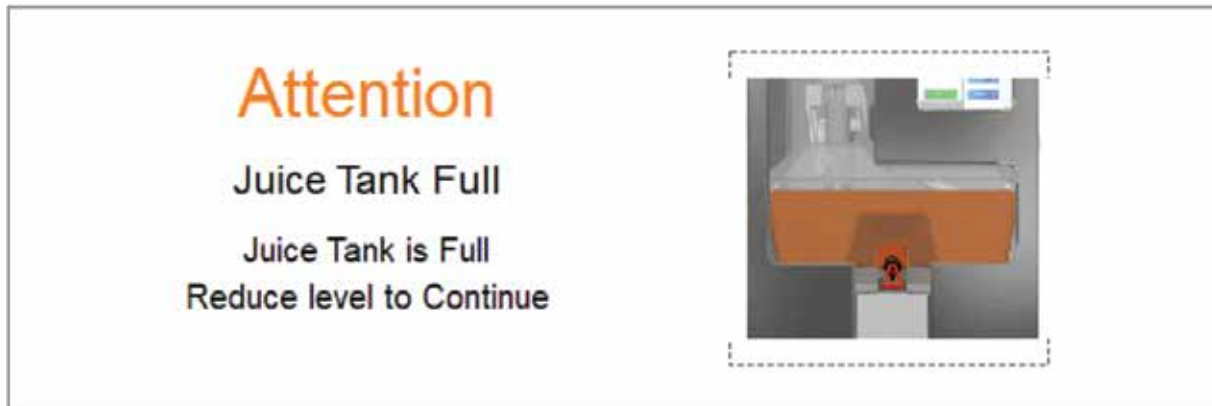 Attention
Juice Tank Full
Juice Tank is Full
Reduce level to Continue